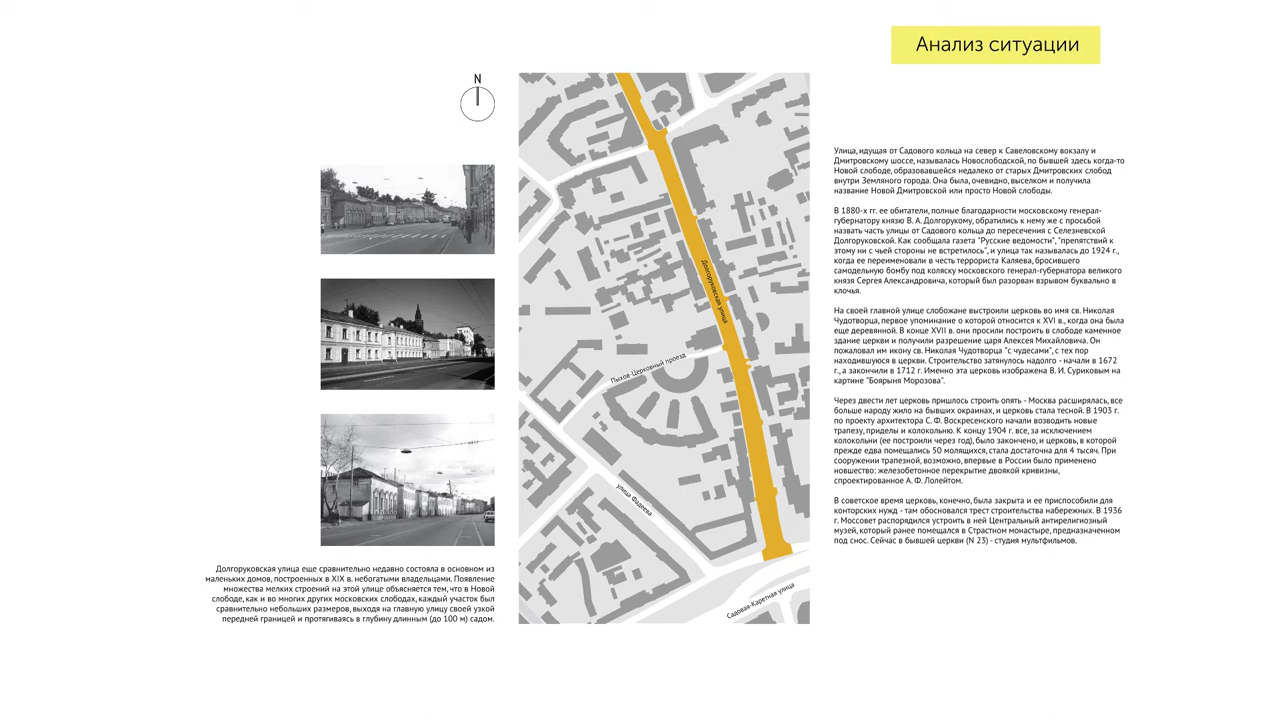 Анализ ситуации
N
Улица, идущая от Садового кольца на север к Савеловскому вокзалу и
Дмитровскому шоссе, называлась Новослободской, по бывшей здесь когда-то
Новой слободе, образовавшейся недалеко от старых Дмитровских слобод
внутри Земляного города. Она была, очевидно, выселком и получила
название Новой Дмитровской или просто Новой слободы.
В 1880-х гг. ее обитатели, полные благодарности московскому генерал-
губернатору князю В. А. Долгорукому, обратились к нему же с просьбой
назвать часть улицы от Садового кольца до пересечения с Селезневской
Долгоруковской. Как сообщала газета "Русские ведомости", "препятствий к
этому ни с чьей стороны не встретилось", и улица так называлась до 1924 г.,
когда ее переименовали в честь террориста Каляева, бросившего
самодельную бомбу под коляску московского генерал-губернатора великого
князя Сергея Александровича, который был разорван взрывом буквально в
клочья.
На своей главной улице слобожане выстроили церковь во имя св. Николая
Чудотворца, первое упоминание о которой относится к XVI в., когда она была
еще деревянной. В конце XVII в. они просили построить в слободе каменное
здание церкви и получили разрешение царя Алексея Михайловича. Он
пожаловал им икону св. Николая Чудотворца "с чудесами", с тех пор
находившуюся в церкви. Строительство затянулось надолго - начали в 1672
г., а закончили в 1712 г. Именно эта церковь изображена В. И. Суриковым на
картине "Боярыня Морозова".
Через двести лет церковь пришлось строить опять - Москва расширялась, все
больше народу жило на бывших окраинах, и церковь стала тесной. В 1903 г.
по проекту архитектора С. Ф. Воскресенского начали возводить новые
трапезу, приделы и колокольню. К концу 1904 г. все, за исключением
колокольни (ее построили через год), было закончено, и церковь, в которой
прежде едва помещались 50 молящихся, стала достаточна для 4 тысяч. При
сооружении трапезной, возможно, впервые в России было применено
новшество: железобетонное перекрытие двоякой кривизны,
спроектированное А. Ф. Лолейтом.
В советское время церковь, конечно, была закрыта и ее приспособили для
конторских нужд - там обосновался трест строительства набережных. В 1936
г. Моссовет распорядился устроить в ней Центральный антирелигиозный
музей, который ранее помещался в Страстном монастыре, предназначенном
под снос. Сейчас в бывшей церкви (N 23) - студия мультфильмов.
Долгоруковская улица
Пыхов-Церковный проезд
улица Фадеева
Садовая-Каретная улица
Долгоруковская улица еще сравнительно недавно состояла в основном из
маленьких домов, построенных в XIX в. небогатыми владельцами. Появление
множества мелких строений на этой улице объясняется тем, что в Новой
слободе, как и во многих других московских слободах, каждый участок был
сравнительно небольших размеров, выходя на главную улицу своей узкой
передней границей и протягиваясь в глубину длинным (до 100 м) садом.